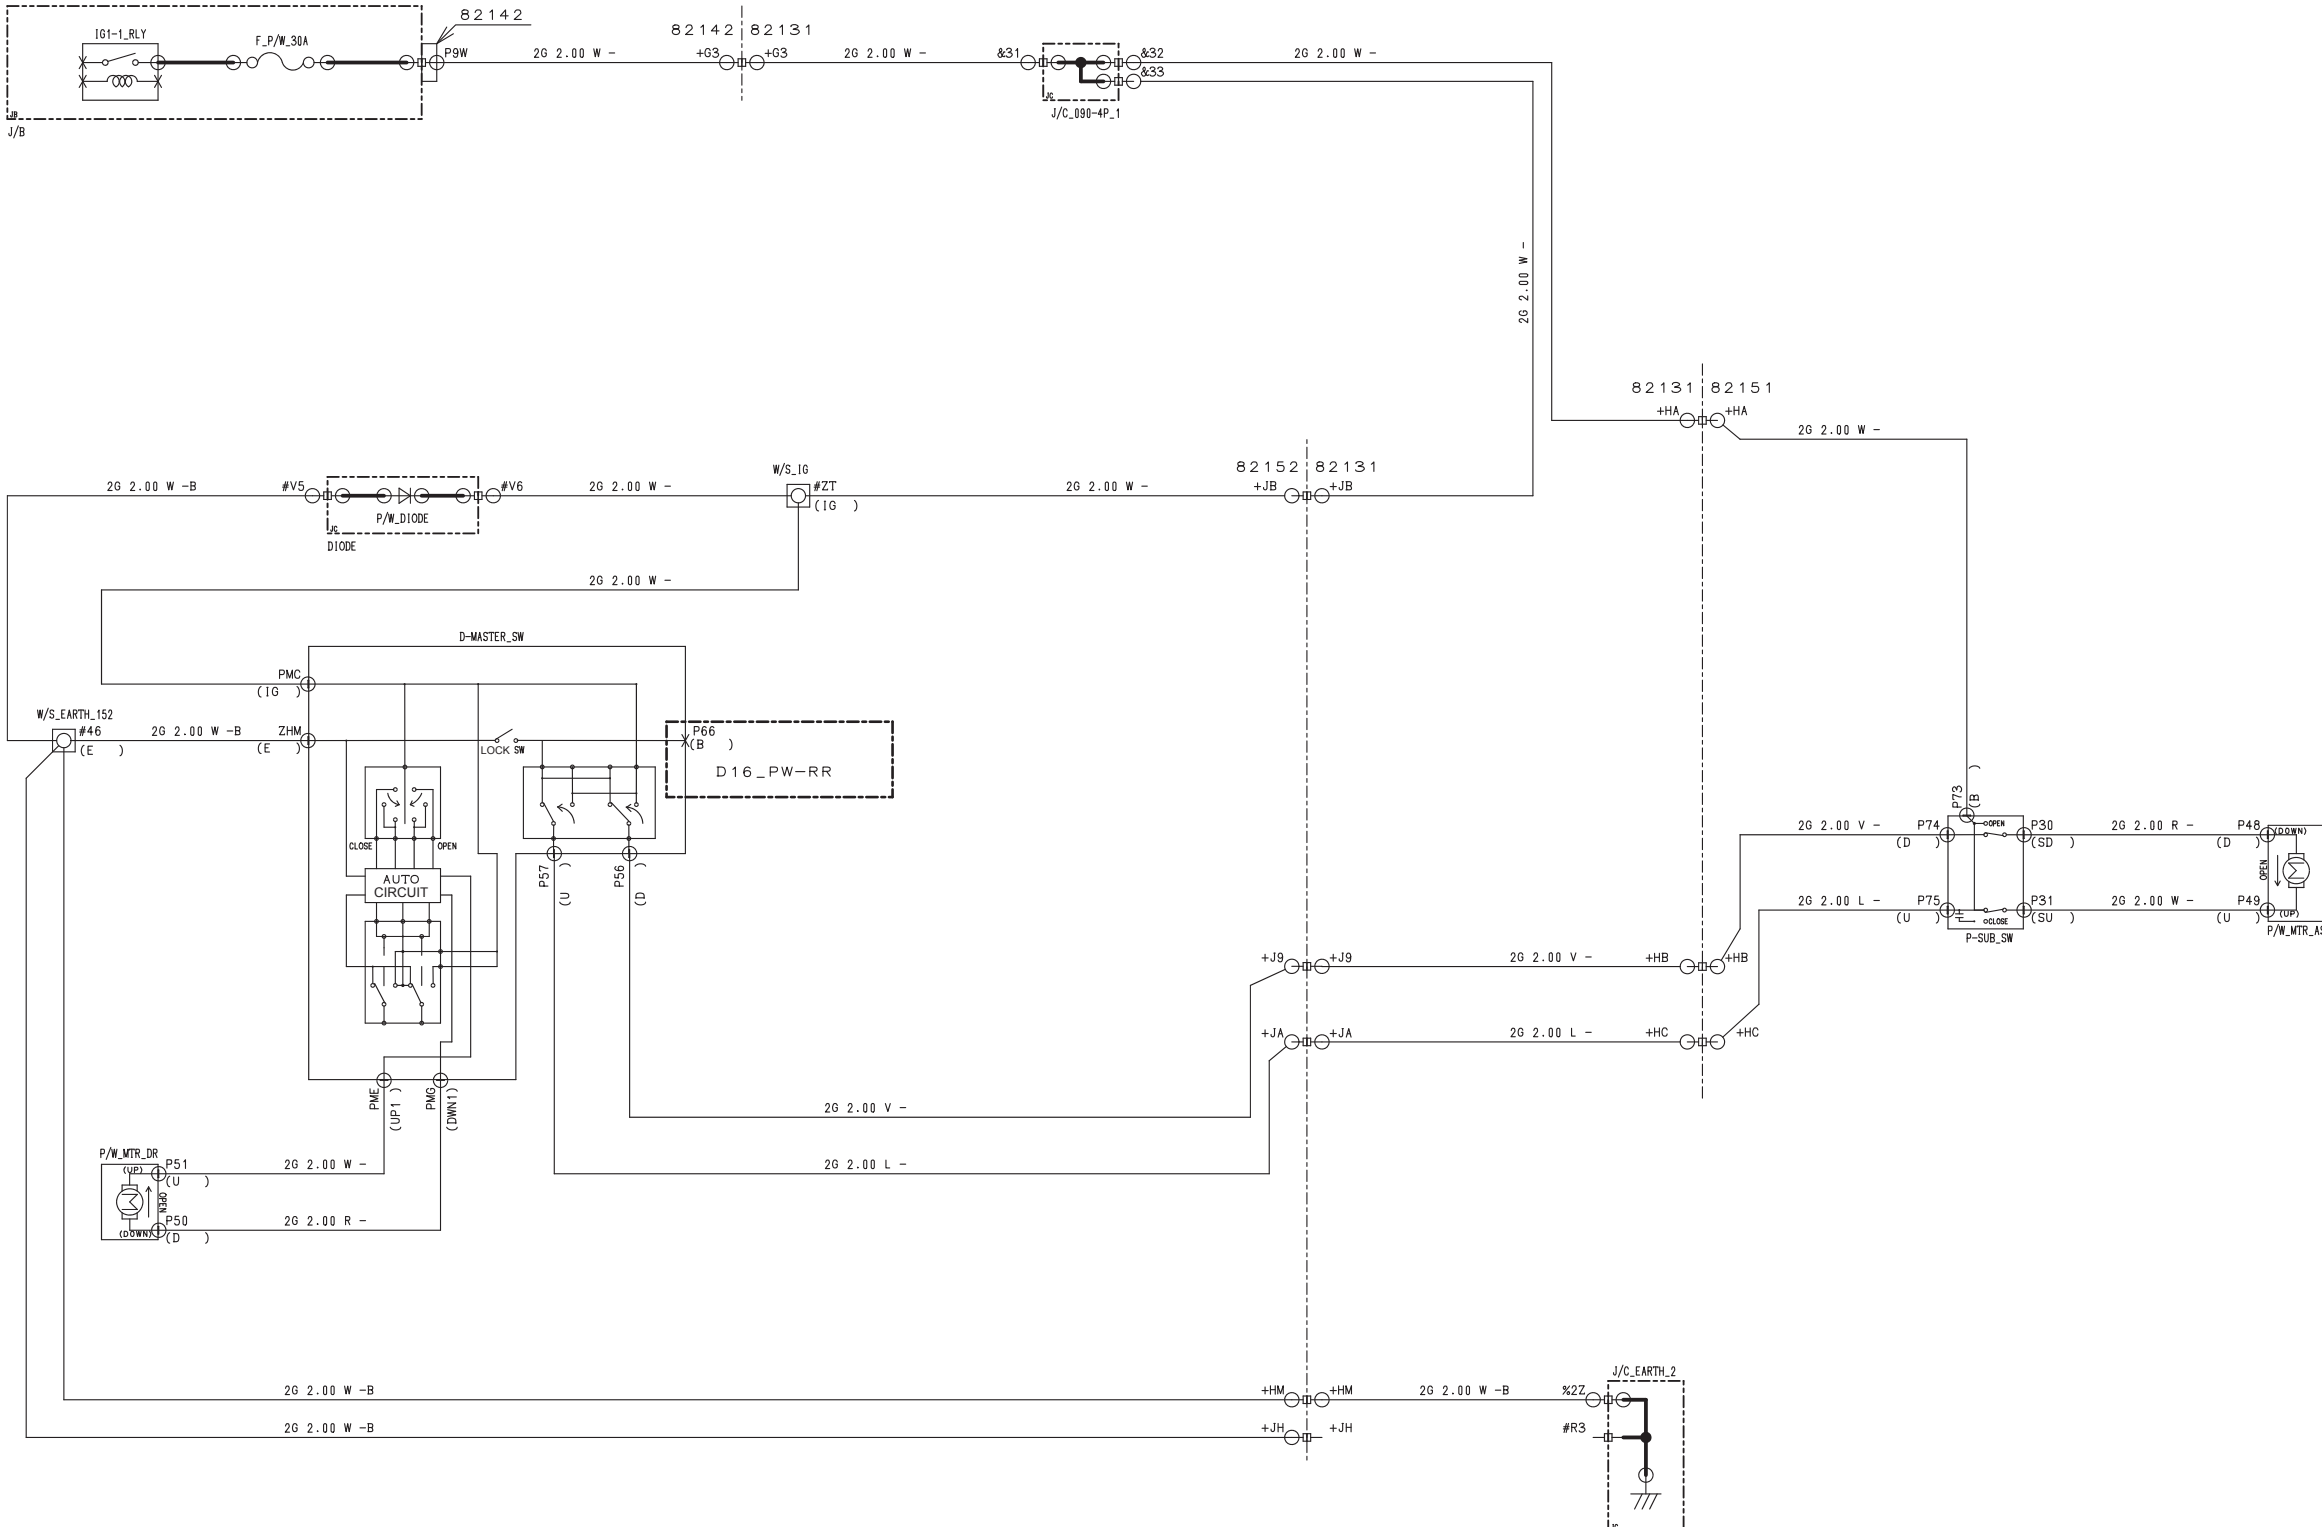 82142
82142 82131
IG1-1_RLY
F_P/W_30A
P9W
2G 2.00 W -
+G3
+G3
2G 2.00 W -
&31
&32
2G 2.00 W -
&33
JB
J/B
JC
J/C_090-4P_1
2G 2.00 W -
82131 82151
+HA
+HA
2G 2.00 W -
82152 82131
W/S_IG
2G 2.00 W -B
#V5
#V6
2G 2.00 W -
#ZT
(IG )
2G 2.00 W -
+JB
+JB
P/W_DIODE
JC
DIODE
2G 2.00 W -
D-MASTER_SW
PMC
(IG )
W/S_EARTH_152
#46
(E )
2G 2.00 W -B
ZHM
(E )
LOCK SW
P66
(B )
D16_PW-RR
P73
(B )
CLOSE
OPEN
AUTO
CIRCUIT
P57
(U )
P56
(D )
2G 2.00 V -
P74
(D )
OPEN
P30
(SD )
2G 2.00 R -
P48
(D )
(DOWN)
OPEN
2G 2.00 L -
P75
(U )
CLOSE
P31
(SU )
2G 2.00 W -
P49
(U )
(UP)
P-SUB_SW
P/W_MTR_AS
+J9
+J9
2G 2.00 V -
+HB
+HB
+JA
+JA
2G 2.00 L -
+HC
+HC
PME
(UP1 )
PMG
(DWN1)
2G 2.00 V -
P/W_MTR_DR
(UP)
P51
(U )
2G 2.00 W -
2G 2.00 L -
OPEN
(DOWN)
P50
(D )
2G 2.00 R -
J/C_EARTH_2
2G 2.00 W -B
+HM
+HM
2G 2.00 W -B
%2Z
2G 2.00 W -B
+JH
+JH
#R3